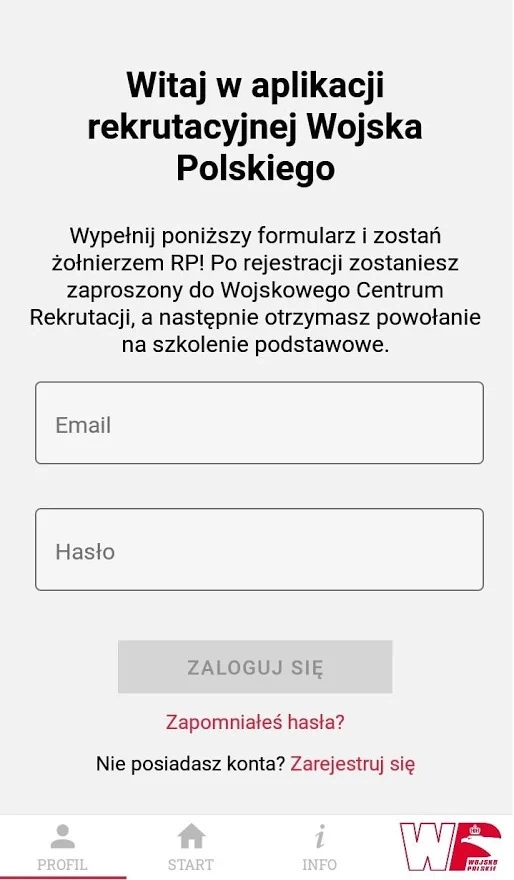 Witaj w aplikacji
rekrutacyjnej Wojska
Polskiego
Wypełnij poniższy formularz i zostań
żołnierzem RP! Po rejestracji zostaniesz
zaproszony do Wojskowego Centrum
Rekrutacji, a następnie otrzymasz powołanie
na szkolenie podstawowe.
Email
Hasło
ZALOGUJ SIĘ
Zapomniałeś hasła?
Nie posiadasz konta? Zarejestruj się
PROFIL START INFO
WP
WOJSKO
POLSKIE